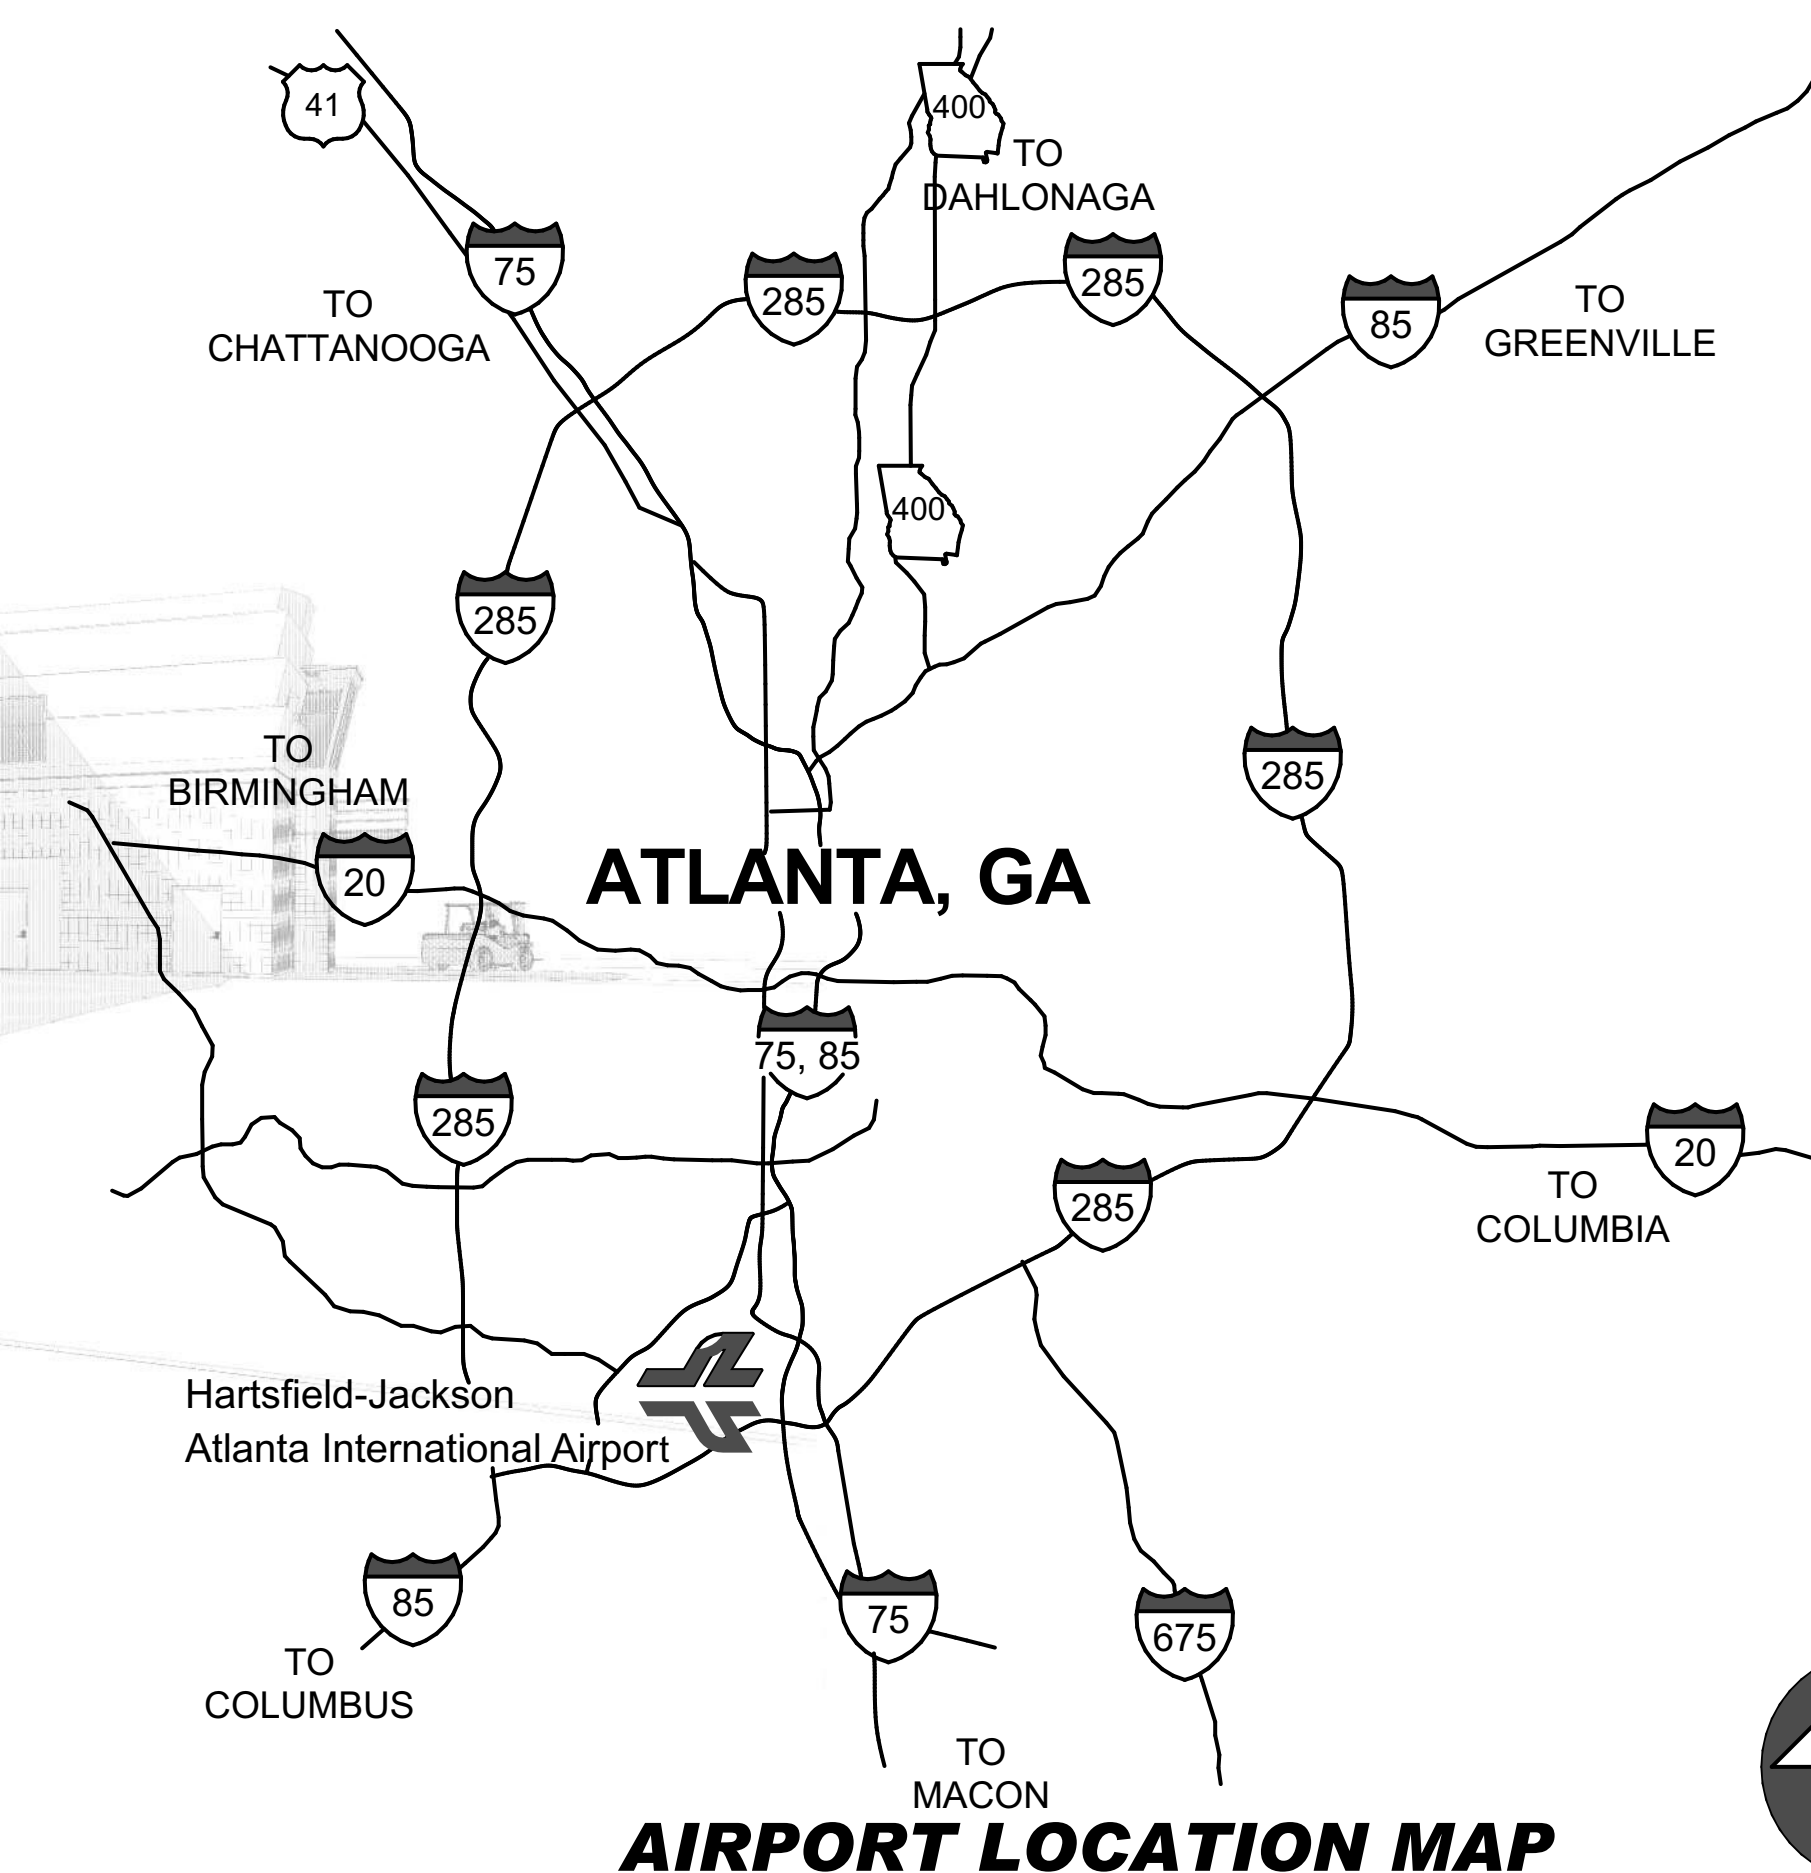 41
400
TO
DAHLONAGA
75
285
285
85
TO
CHATTANOOGA
TO
GREENVILLE
400
285
TO
BIRMINGHAM
285
20
ATLANTA, GA
75, 85
285
20
285
TO
COLUMBIA
Hartsfield-Jackson
Atlanta International Airport
85
75
675
TO
COLUMBUS
TO
MACON
AIRPORT LOCATION MAP